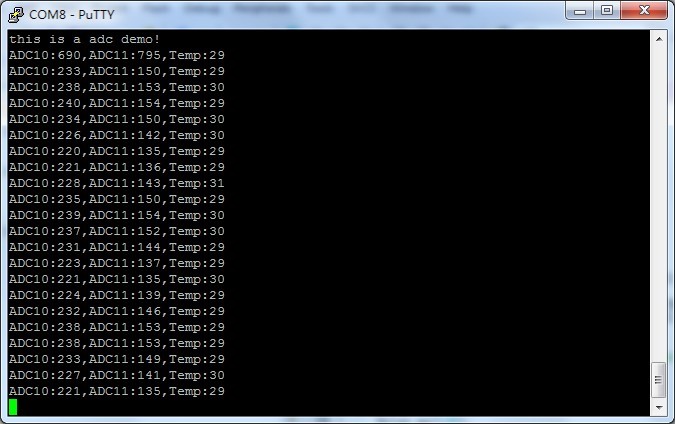 COM8 - PuTTY
this is a adc demo!
ADC10:690,ADC11:795,Temp:29
ADC10:233,ADC11:150,Temp:29
ADC10:238,ADC11:153,Temp:30
ADC10:240,ADC11:154,Temp:29
ADC10:234,ADC11:150,Temp:30
ADC10:226,ADC11:142,Temp:30
ADC10:220,ADC11:135,Temp:29
ADC10:221,ADC11:136,Temp:29
ADC10:228,ADC11:143,Temp:31
ADC10:235,ADC11:150,Temp:29
ADC10:239,ADC11:154,Temp:30
ADC10:237,ADC11:152,Temp:30
ADC10:231,ADC11:144,Temp:29
ADC10:223,ADC11:137,Temp:29
ADC10:221,ADC11:135,Temp:30
ADC10:224,ADC11:139,Temp:29
ADC10:232,ADC11:146,Temp:29
ADC10:238,ADC11:153,Temp:29
ADC10:238,ADC11:153,Temp:29
ADC10:233,ADC11:149,Temp:29
ADC10:227,ADC11:141,Temp:30
ADC10:221,ADC11:135,Temp:29